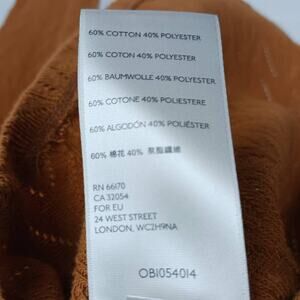 60% COTTON 40% POLYESTER
60% COTON 40% POLYESTER
60% BAUMWOLLE 40% POLYESTER
60% COTONE 40% POLIESTERE
60% ALGODÓN 40% POLIÉSTER
60% 棉花 40% 聚酯纖維
RN 66170
CA 32054
FOR EU
24 WEST STREET
LONDON, WC2H9NA
OB1054014